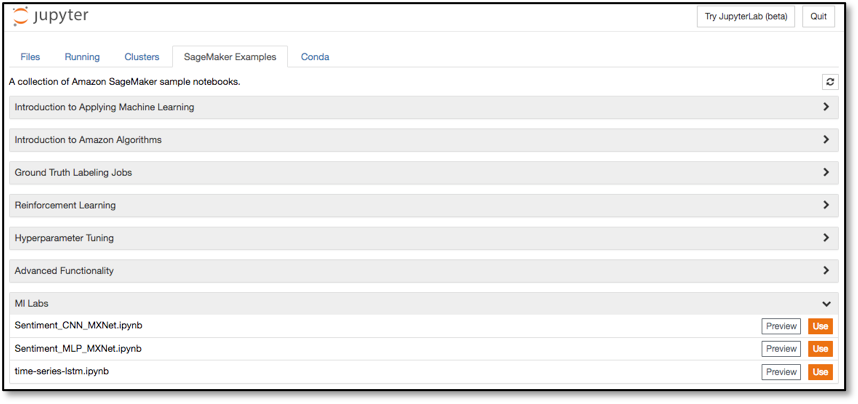 jupyter
Try JupyterLab (beta) Quit
Files Running Clusters SageMaker Examples Conda
A collection of Amazon SageMaker sample notebooks.
Introduction to Applying Machine Learning
Introduction to Amazon Algorithms
Ground Truth Labeling Jobs
Reinforcement Learning
Hyperparameter Tuning
Advanced Functionality
Ml Labs
Sentiment_CNN_MXNet.ipynb Preview Use
Sentiment_MLP_MXNet.ipynb Preview Use
time-series-lstm.ipynb Preview Use